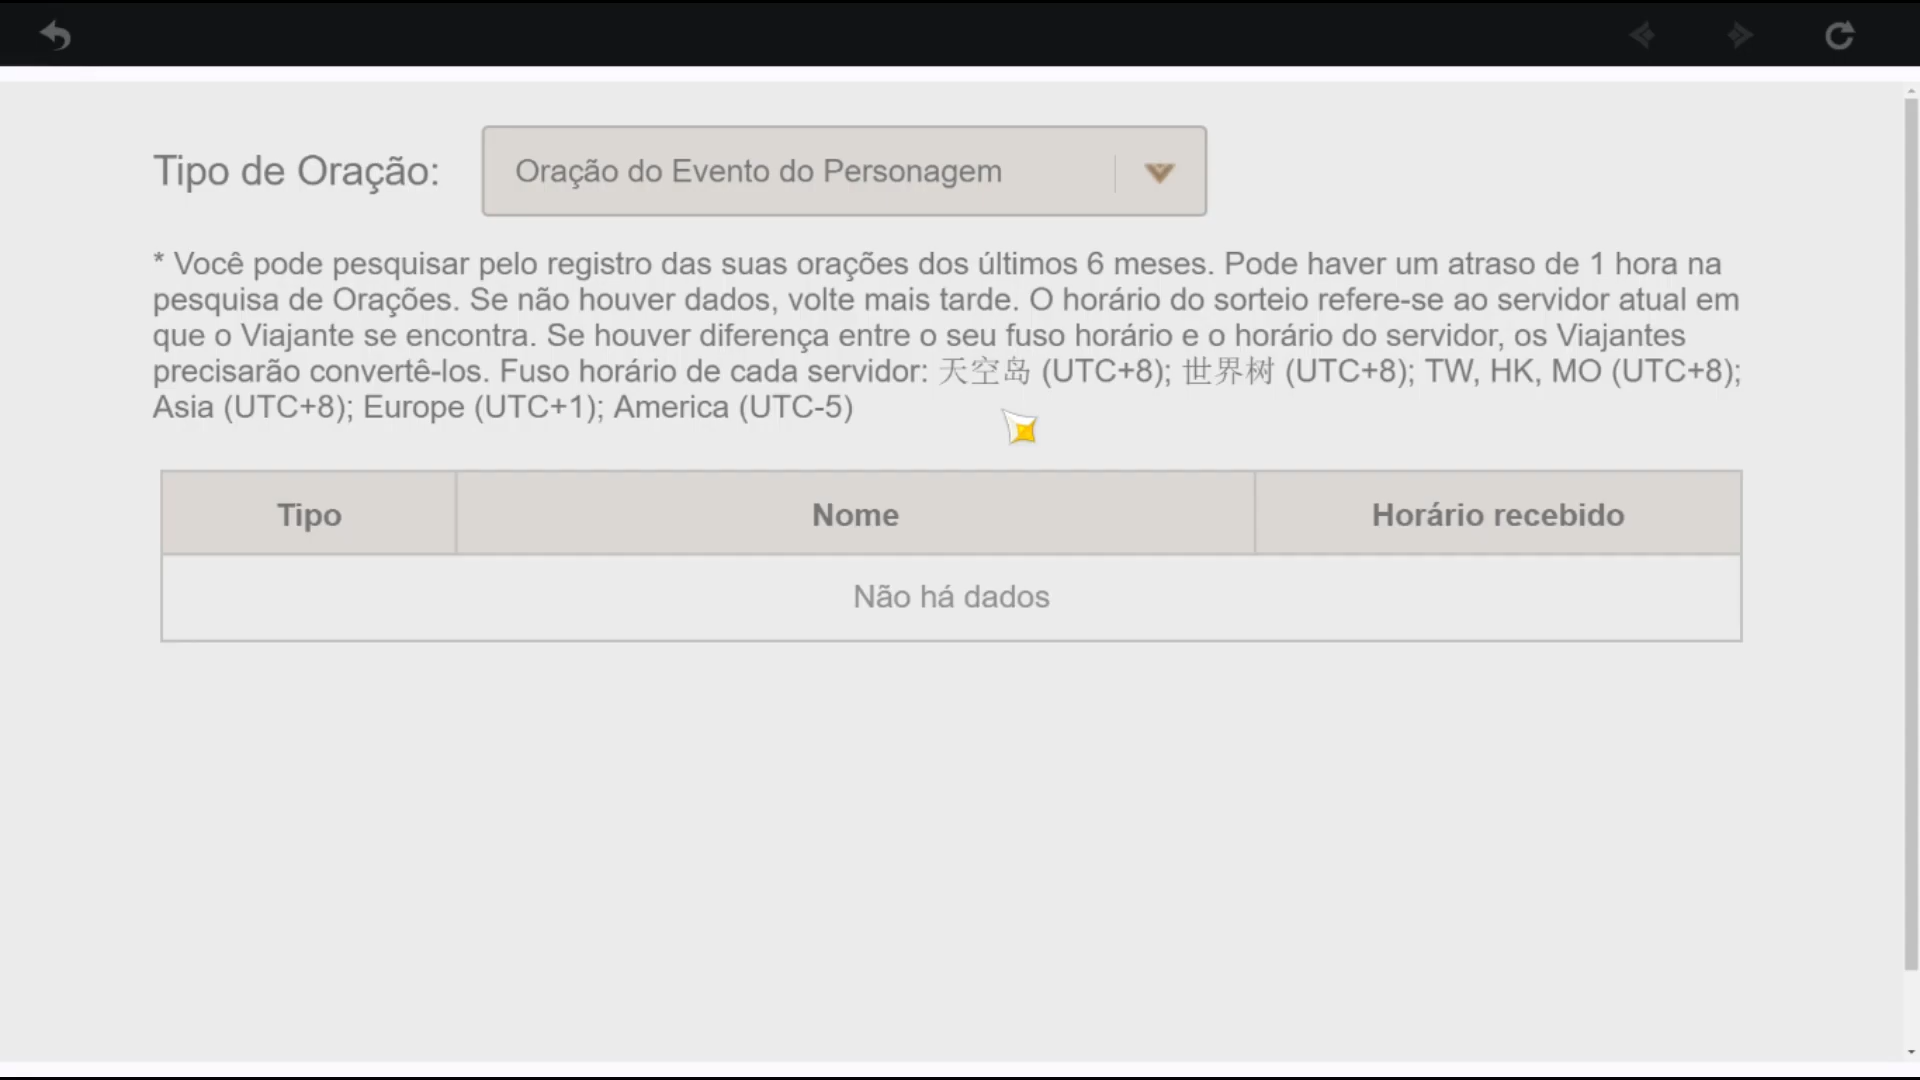 Tipo de Oração:
Oração do Evento do Personagem
* Você pode pesquisar pelo registro das suas orações dos últimos 6 meses. Pode haver um atraso de 1 hora na
pesquisa de Orações. Se não houver dados, volte mais tarde. O horário do sorteio refere-se ao servidor atual em
que o Viajante se encontra. Se houver diferença entre o seu fuso horário e o horário do servidor, os Viajantes
precisarão convertê-los. Fuso horário de cada servidor: 天空岛 (UTC+8); 世界树 (UTC+8); TW, HK, MO (UTC+8);
Asia (UTC+8); Europe (UTC+1); America (UTC-5)
Tipo Nome Horário recebido
Não há dados